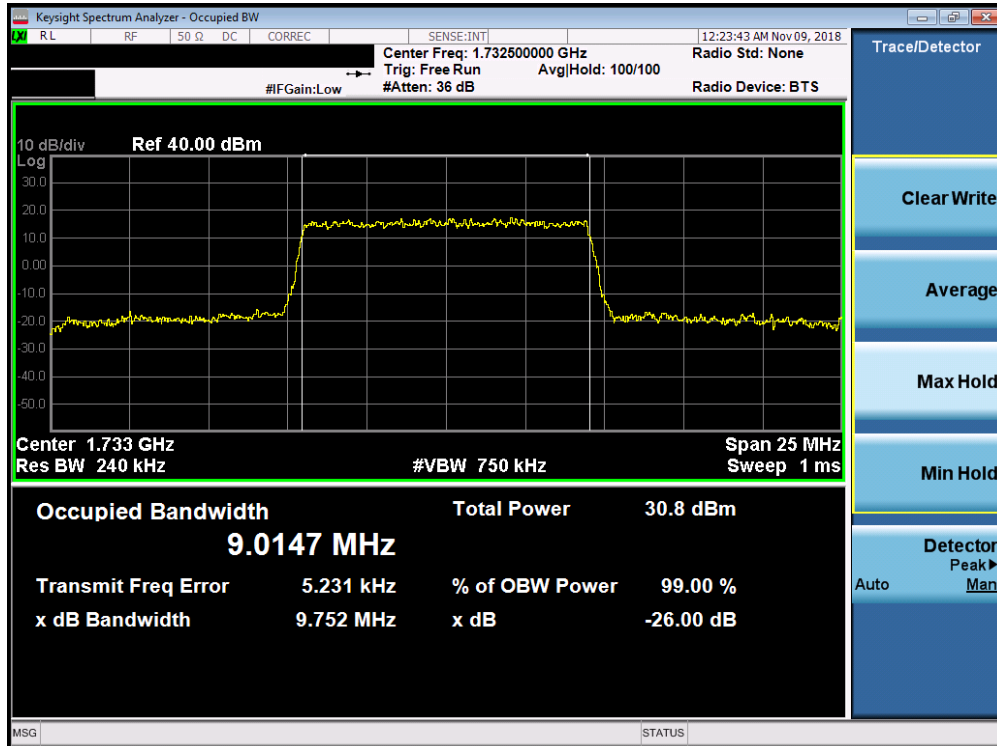 Keysight Spectrum Analyzer - Occupied BW
LXI RL RF 50 Ω DC CORREC SENSE:INT 12:23:43 AM Nov 09, 2018
Center Freq: 1.732500000 GHz Radio Std: None
Trig: Free Run Avg|Hold: 100/100
#IFGain:Low #Atten: 36 dB Radio Device: BTS
Trace/Detector
10 dB/div Ref 40.00 dBm
Log
30.0
20.0
10.0
0.00
-10.0
-20.0
-30.0
-40.0
-50.0
Center 1.733 GHz Span 25 MHz
Res BW 240 kHz #VBW 750 kHz Sweep 1 ms
Occupied Bandwidth Total Power 30.8 dBm
9.0147 MHz
Transmit Freq Error 5.231 kHz % of OBW Power 99.00 %
x dB Bandwidth 9.752 MHz x dB -26.00 dB
Clear Write
Average
Max Hold
Min Hold
Detector
Peak▶
Auto Man
MSG STATUS